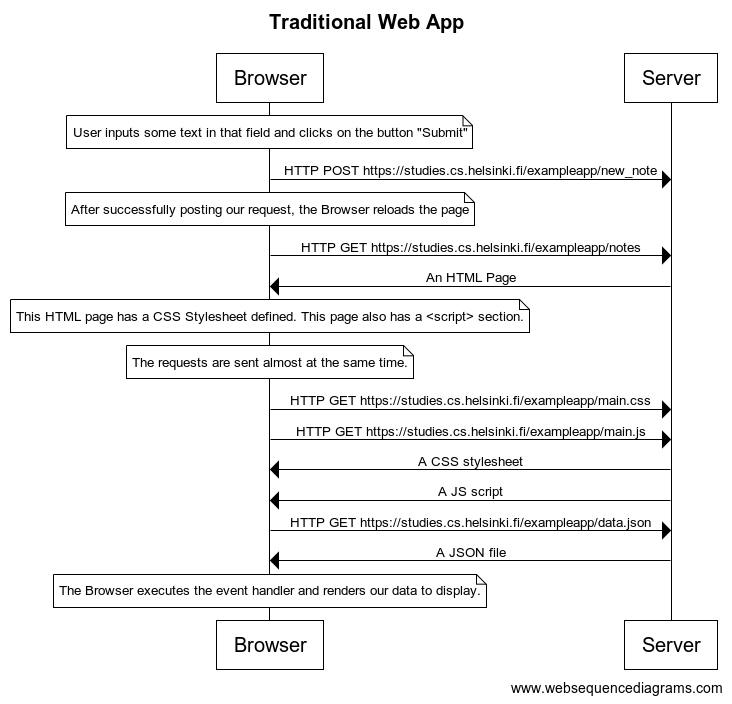 Traditional Web App
Browser
Server
User inputs some text in that field and clicks on the button "Submit"
HTTP POST https://studies.cs.helsinki.fi/exampleapp/new_note
After successfully posting our request, the Browser reloads the page
HTTP GET https://studies.cs.helsinki.fi/exampleapp/notes
An HTML Page
This HTML page has a CSS Stylesheet defined. This page also has a <script> section.
The requests are sent almost at the same time.
HTTP GET https://studies.cs.helsinki.fi/exampleapp/main.css
HTTP GET https://studies.cs.helsinki.fi/exampleapp/main.js
A CSS stylesheet
A JS script
HTTP GET https://studies.cs.helsinki.fi/exampleapp/data.json
A JSON file
The Browser executes the event handler and renders our data to display.
Browser
Server
www.websequencediagrams.com